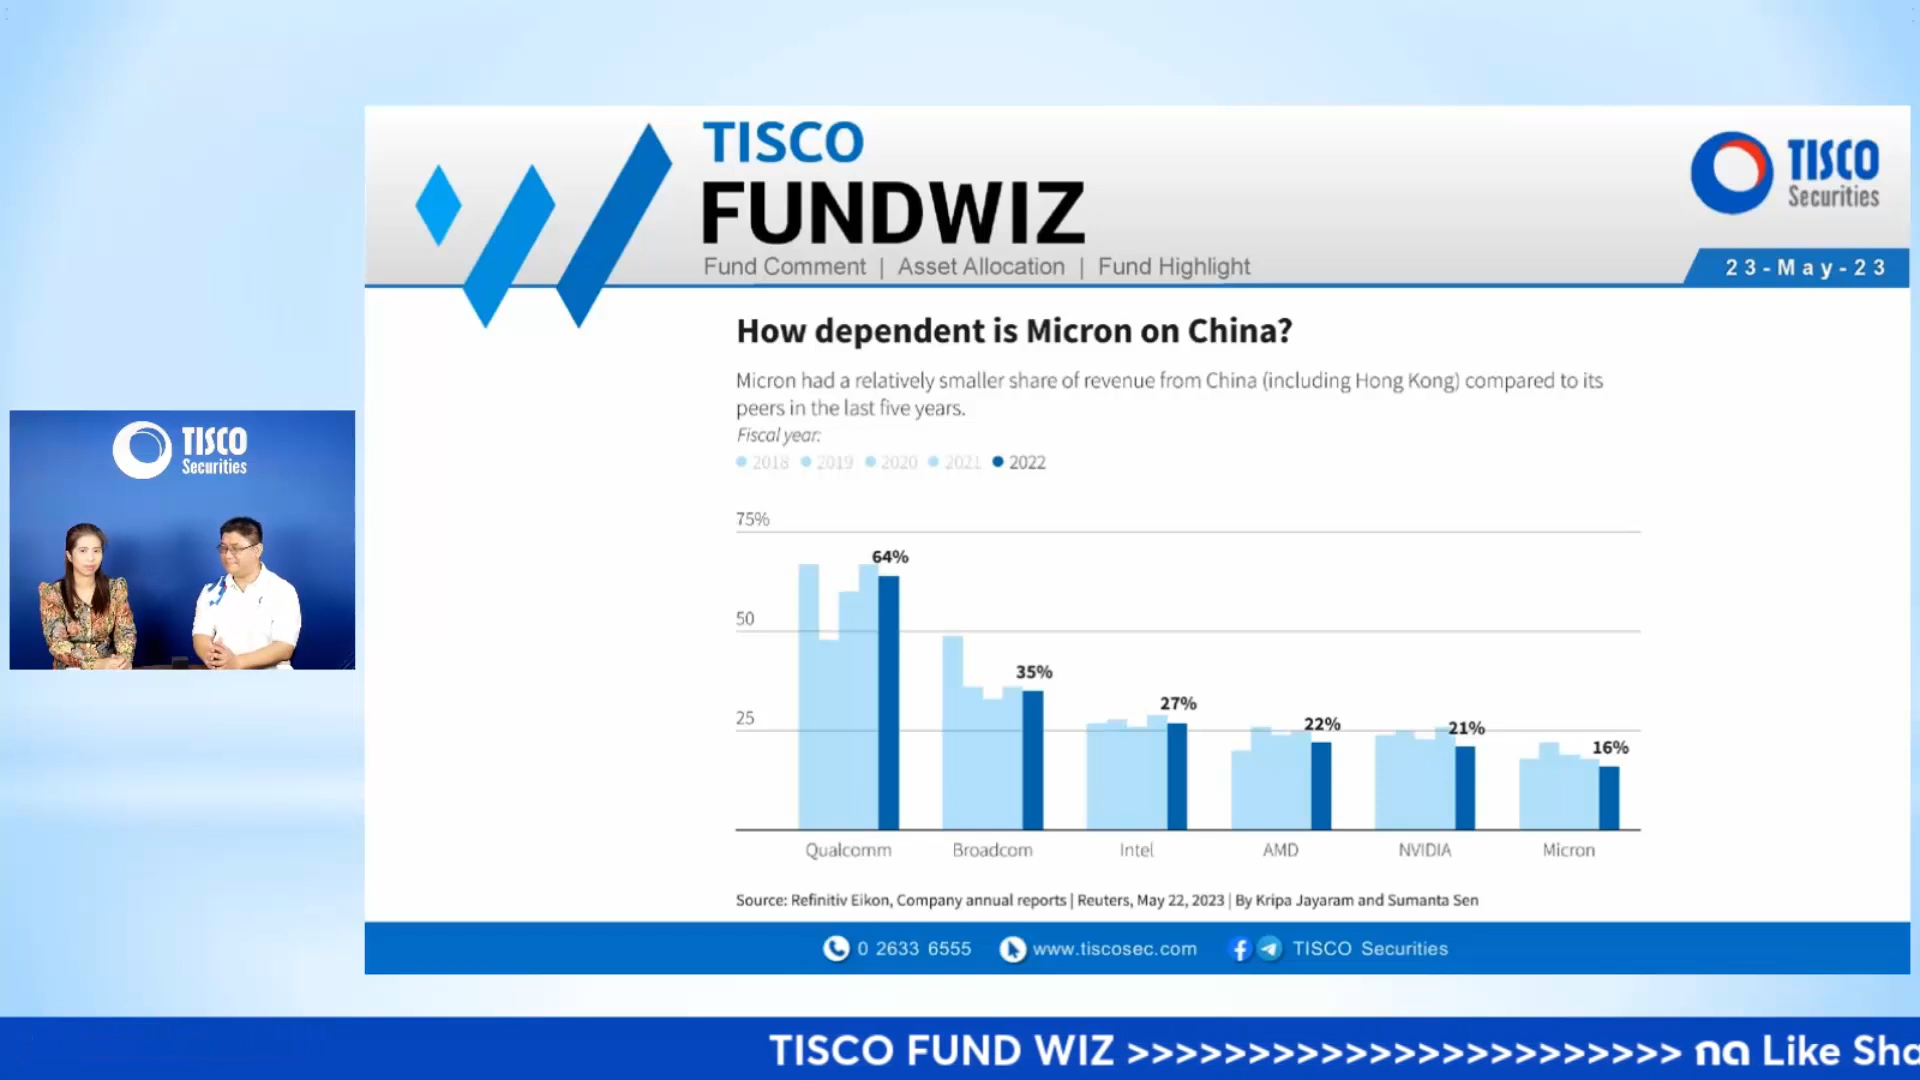 TISCO
FUNDWIZ
Fund Comment | Asset Allocation | Fund Highlight
TISCO
Securities
23-May-23
How dependent is Micron on China?
Micron had a relatively smaller share of revenue from China (including Hong Kong) compared to its
peers in the last five years.
Fiscal year:
2018 2019 2020 2021 2022
TISCO
Securities
75%
50
25
64%
35%
27%
22%
21%
16%
Qualcomm Broadcom Intel AMD NVIDIA Micron
Source: Refinitiv Eikon, Company annual reports | Reuters, May 22, 2023 | By Kripa Jayaram and Sumanta Sen
0 2633 6555 www.tiscosec.com TISCO Securities
TISCO FUND WIZ >>>>>>>>>>>>>>>>>>>>>>> กด Like Sha